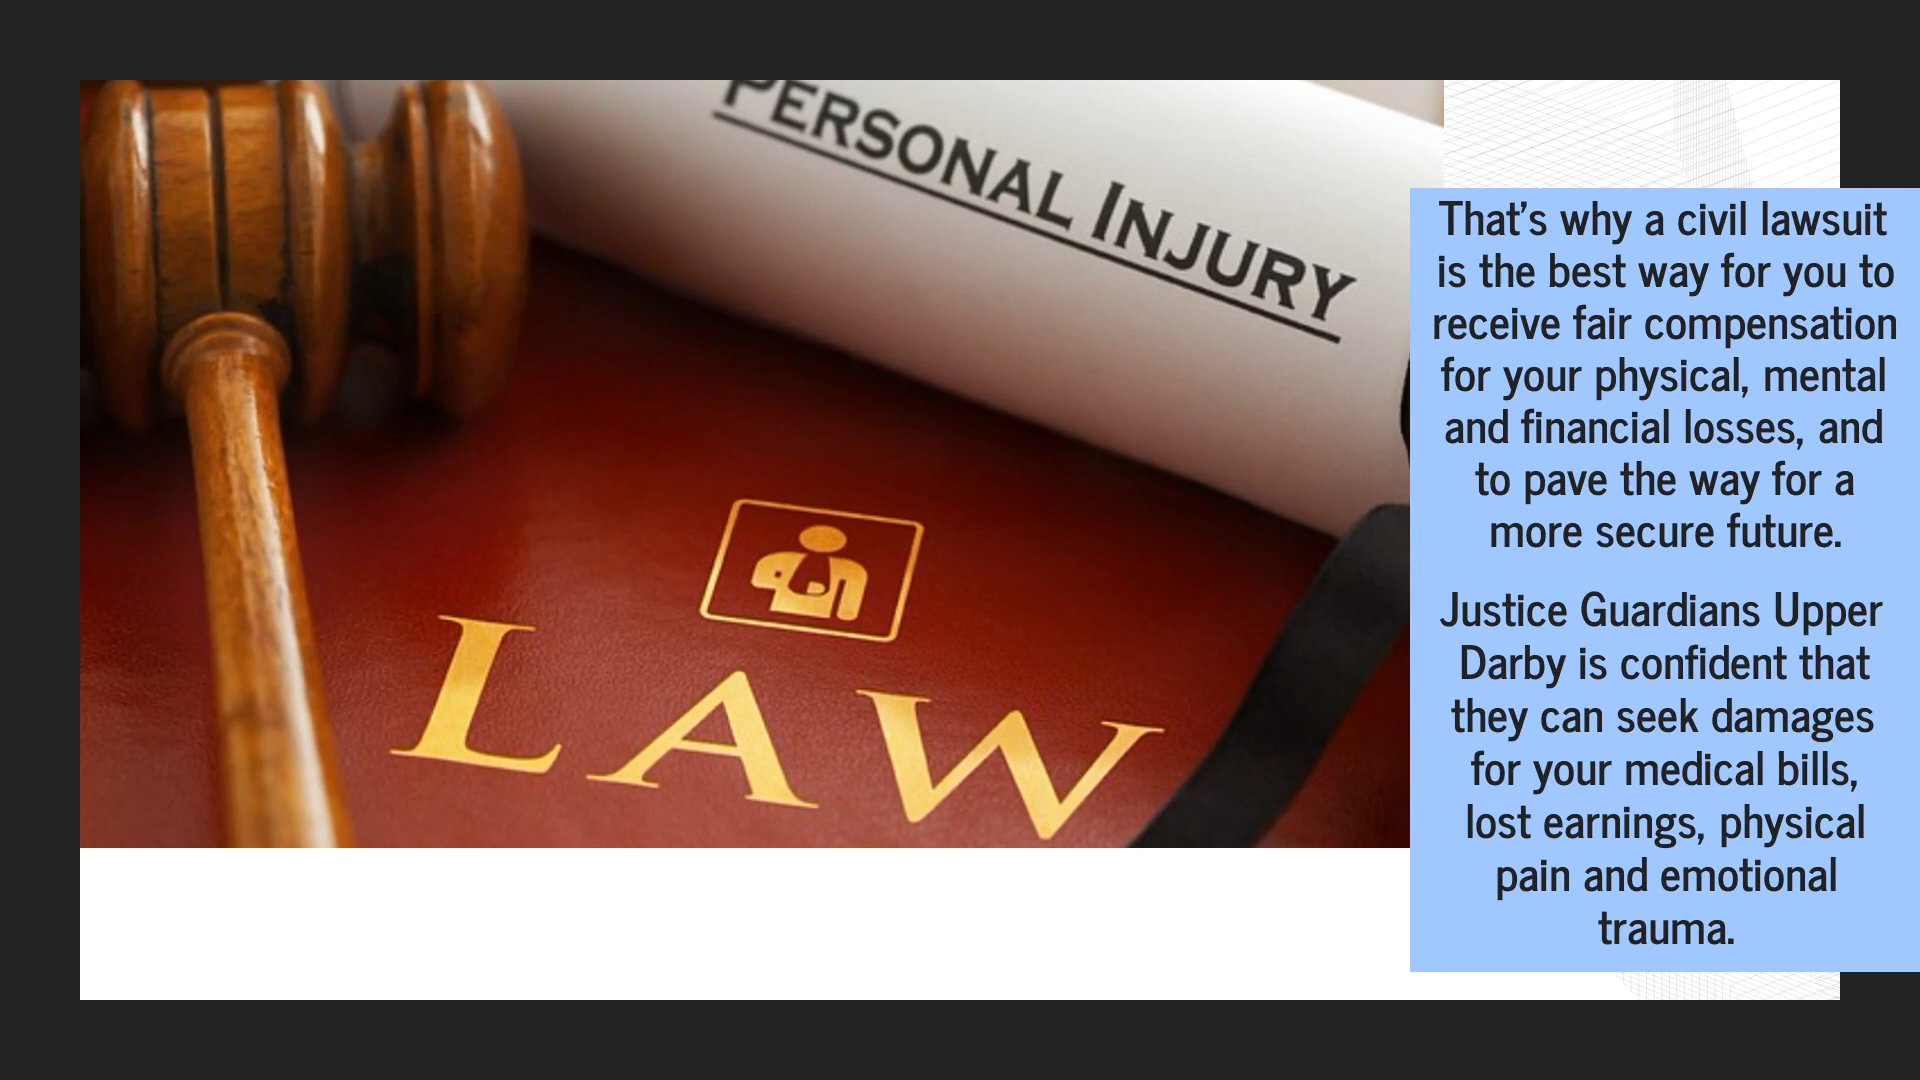 PERSONAL INJURY
LAW
That's why a civil lawsuit
is the best way for you to
receive fair compensation
for your physical, mental
and financial losses, and
to pave the way for a
more secure future.
Justice Guardians Upper
Darby is confident that
they can seek damages
for your medical bills,
lost earnings, physical
pain and emotional
trauma.